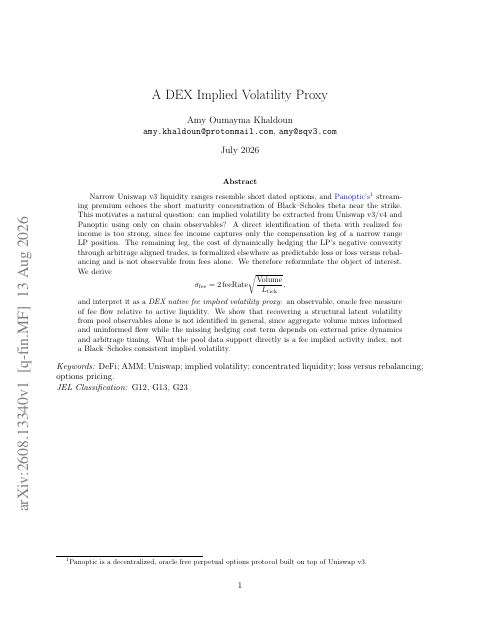 A DEX Implied Volatility Proxy
Amy Oumayma Khaldoun
amy.khaldoun@protonmail.com, amy@sqv3.com
July 2026
Abstract
Narrow Uniswap v3 liquidity ranges resemble short dated options, and Panoptic's¹ stream-
ing premium echoes the short maturity concentration of Black–Scholes theta near the strike.
This motivates a natural question: can implied volatility be extracted from Uniswap v3/v4 and
Panoptic using only on chain observables? A direct identification of theta with realized fee
income is too strong, since fee income captures only the compensation leg of a narrow range
LP position. The remaining leg, the cost of dynamically hedging the LP's negative convexity
through arbitrage aligned trades, is formalized elsewhere as predictable loss or loss versus rebal-
ancing and is not observable from fees alone. We therefore reformulate the object of interest.
We derive
σ_fee = 2 feeRate √(Volume / L_tick),
and interpret it as a DEX native fee implied volatility proxy: an observable, oracle free measure
of fee flow relative to active liquidity. We show that recovering a structural latent volatility
from pool observables alone is not identified in general, since aggregate volume mixes informed
and uninformed flow while the missing hedging cost term depends on external price dynamics
and arbitrage timing. What the pool data support directly is a fee implied activity index, not
a Black–Scholes consistent implied volatility.
Keywords: DeFi; AMM; Uniswap; implied volatility; concentrated liquidity; loss versus rebalancing;
options pricing.
JEL Classification: G12, G13, G23
¹Panoptic is a decentralized, oracle free perpetual options protocol built on top of Uniswap v3.
1
arXiv:2608.13340v1 [q-fin.MF] 13 Aug 2026